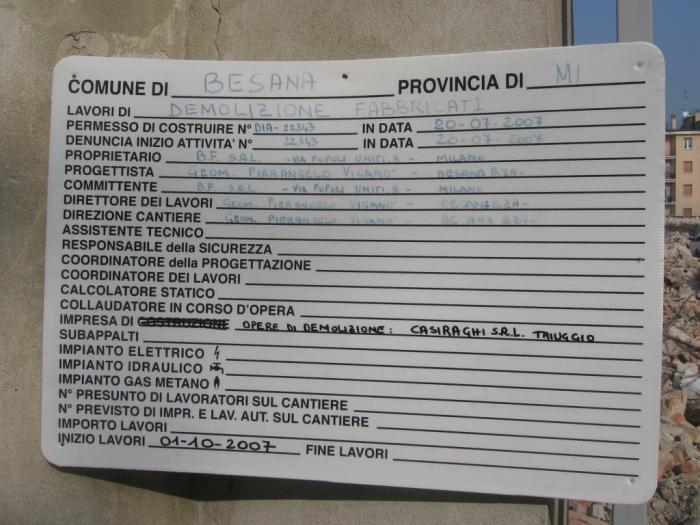 COMUNE DI BESANA PROVINCIA DI MI
LAVORI DI DEMOLIZIONE FABBRICATI
PERMESSO DI COSTRUIRE N° DIA-22343 IN DATA 20-07-2007
DENUNCIA INIZIO ATTIVITA' N° 22343 IN DATA 20-07-2007
PROPRIETARIO B.F. S.R.L. - VIA POPOLI UNITI, 8 - MILANO
PROGETTISTA GEOM. PIERANGELO VIGANO' - BESANA BZA-
COMMITTENTE B.F. S.R.L. - VIA POPOLI UNITI, 8 - MILANO
DIRETTORE DEI LAVORI GEOM. PIERANGELO VIGANO' -
DIREZIONE CANTIERE GEOM. PIERANGELO VIGANO' -
ASSISTENTE TECNICO
RESPONSABILE della SICUREZZA
COORDINATORE della PROGETTAZIONE
COORDINATORE DEI LAVORI
CALCOLATORE STATICO
COLLAUDATORE IN CORSO D'OPERA
IMPRESA DI COSTRUZIONE OPERE DI DEMOLIZIONE: CASIRAGHI S.R.L. TRIUGGIO
SUBAPPALTI
IMPIANTO ELETTRICO
IMPIANTO IDRAULICO
IMPIANTO GAS METANO
N° PRESUNTO DI LAVORATORI SUL CANTIERE
N° PREVISTO DI IMPR. E LAV. AUT. SUL CANTIERE
IMPORTO LAVORI
INIZIO LAVORI 01-10-2007 FINE LAVORI